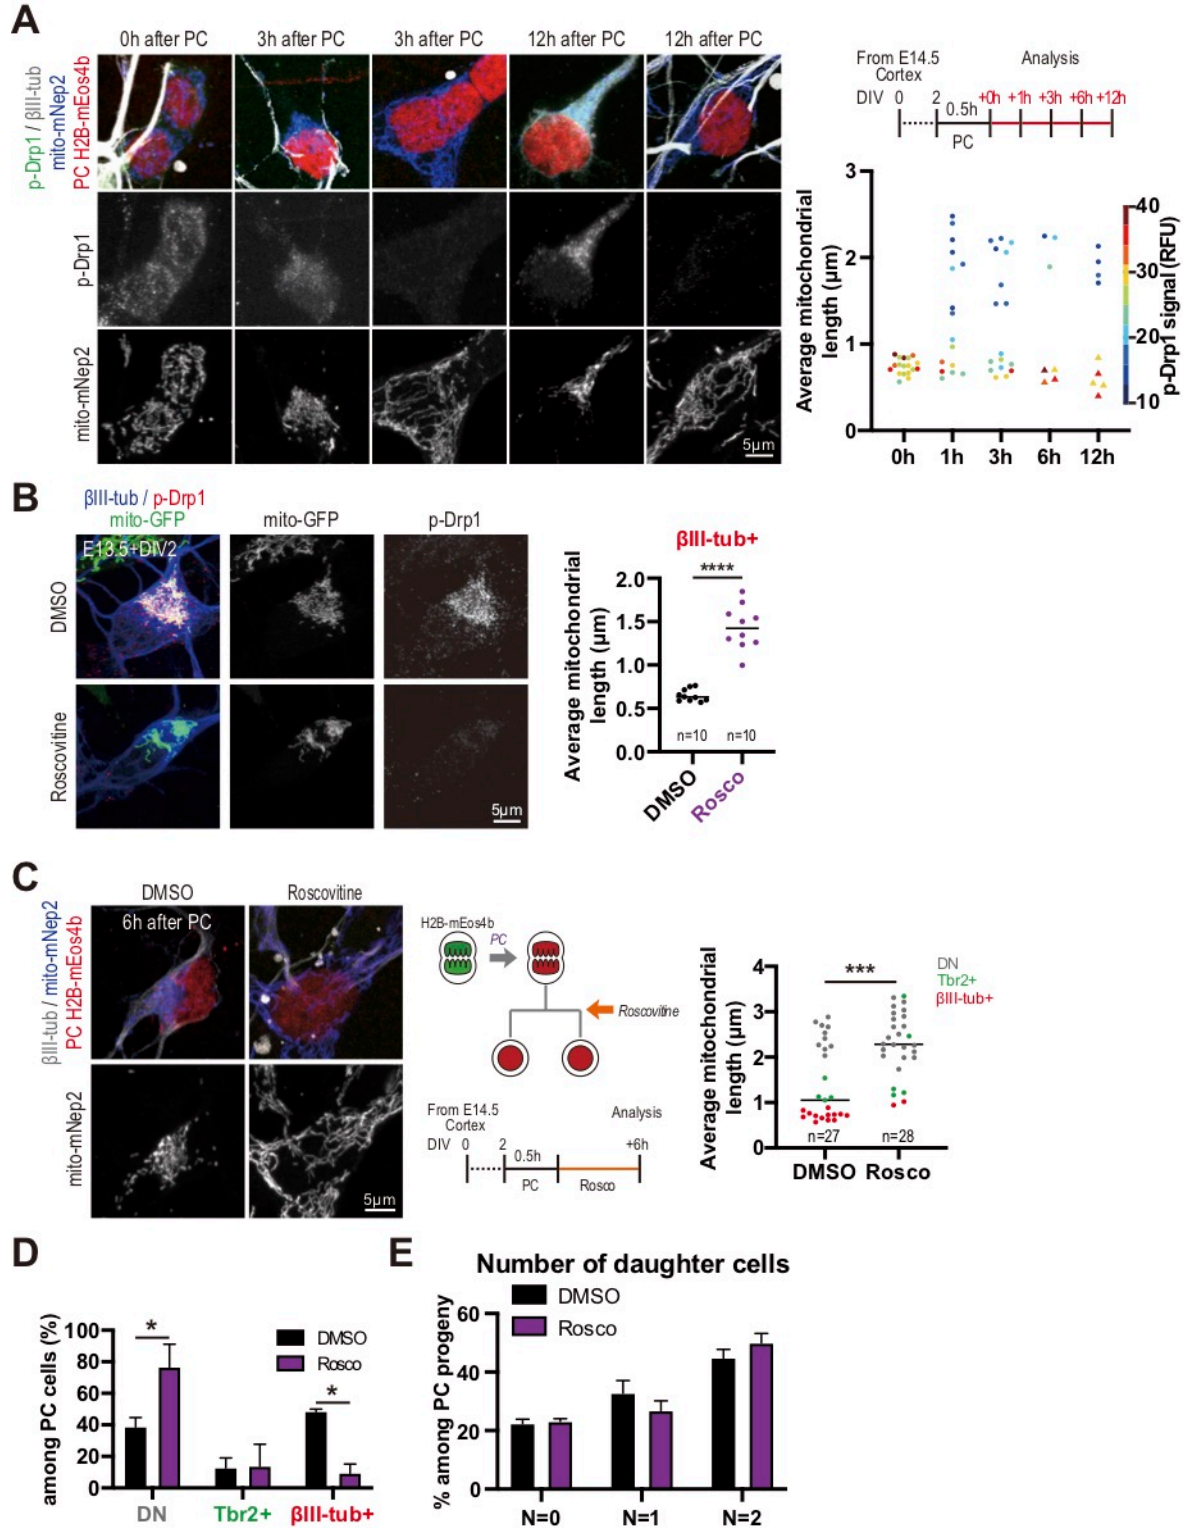 A
0h after PC
3h after PC
3h after PC
12h after PC
12h after PC
p-Drp1 / βIII-tub
mito-mNep2
PC H2B-mEos4b
p-Drp1
mito-mNep2
5µm
From E14.5
Cortex
Analysis
DIV 0 2 0.5h +0h +1h +3h +6h +12h
PC
Average mitochondrial
length (µm)
3
2
1
0
0h 1h 3h 6h 12h
40
30
20
10
p-Drp1 signal (RFU)
B
βIII-tub / p-Drp1
mito-GFP
mito-GFP
p-Drp1
E13.5+DIV2
DMSO
Roscovitine
5µm
βIII-tub+
****
Average mitochondrial
length (µm)
2.0
1.5
1.0
0.5
0.0
n=10 n=10
DMSO Rosco
C
DMSO
Roscovitine
6h after PC
βIII-tub / mito-mNep2
PC H2B-mEos4b
mito-mNep2
5µm
H2B-mEos4b
PC
Roscovitine
From E14.5
Cortex
Analysis
DIV 0 2 0.5h +6h
PC Rosco
Average mitochondrial
length (µm)
4
3
2
1
0
***
DN
Tbr2+
βIII-tub+
n=27 n=28
DMSO Rosco
D
among PC cells (%)
100
80
60
40
20
0
*
*
DMSO
Rosco
DN Tbr2+ βIII-tub+
E
Number of daughter cells
DMSO
Rosco
% among PC progeny
60
40
20
0
N=0 N=1 N=2